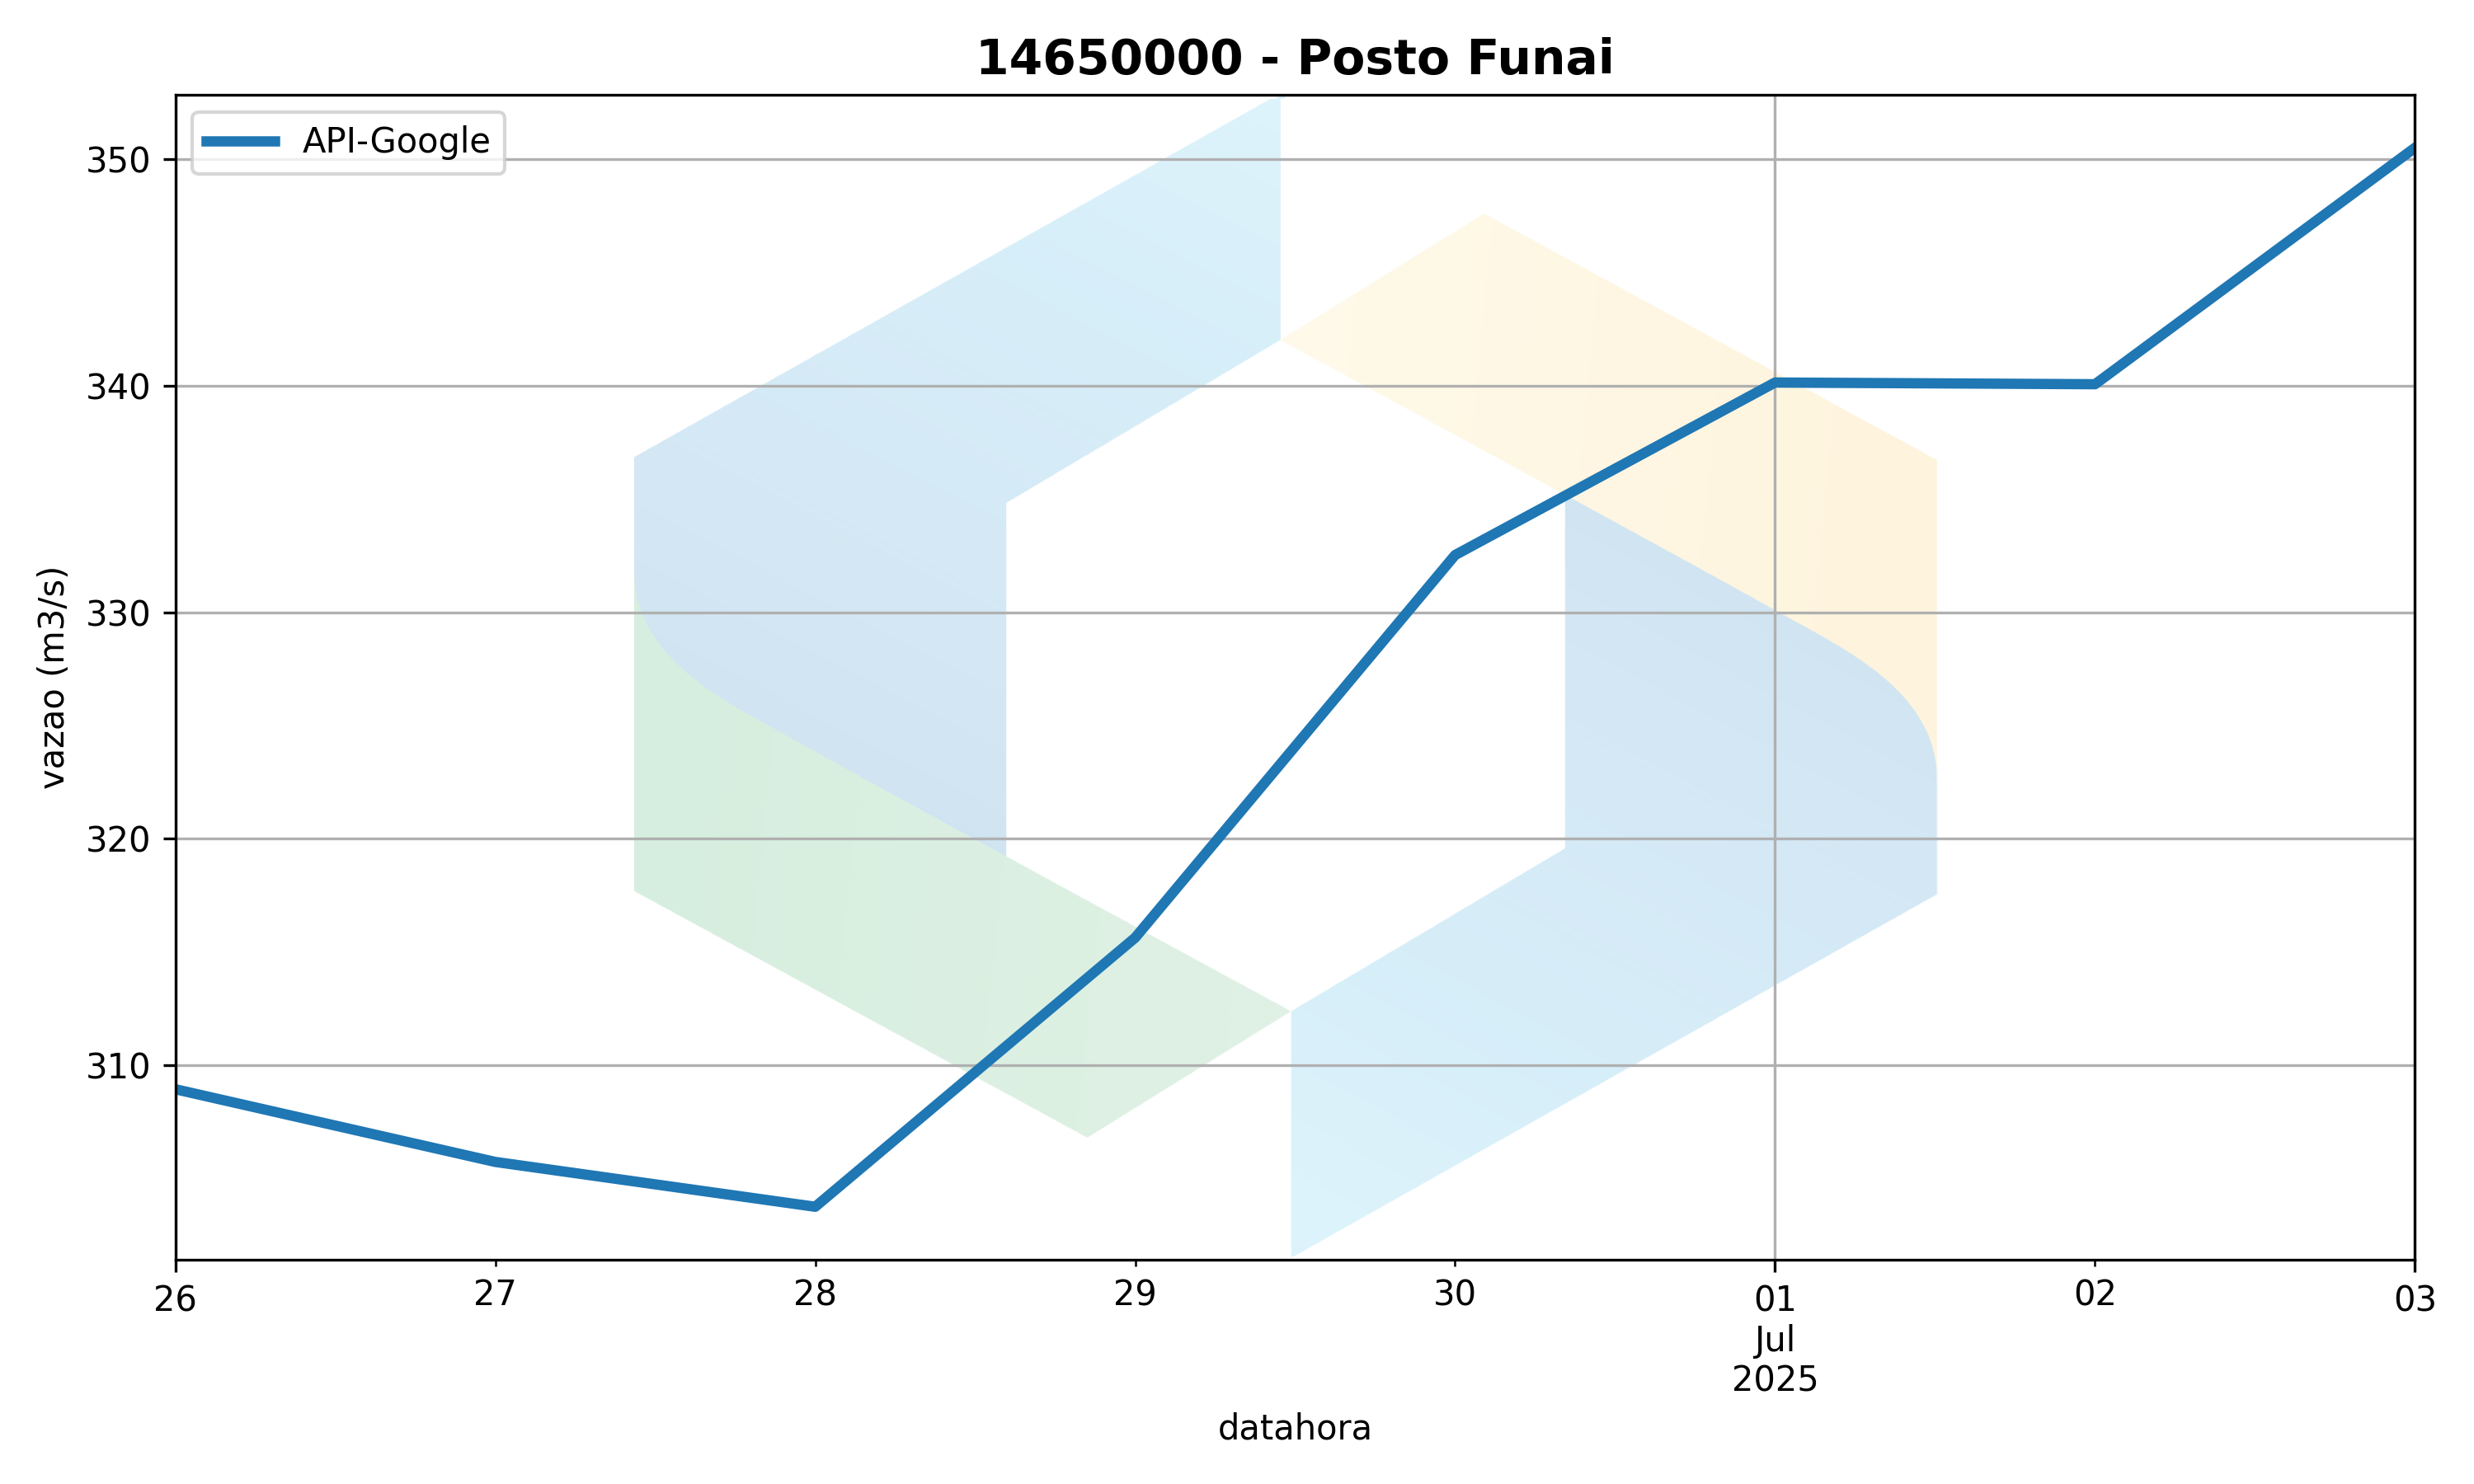 14650000 - Posto Funai
API-Google
350
340
330
320
310
vazao (m3/s)
26 27 28 29 30 01 02 03
Jul
2025
datahora